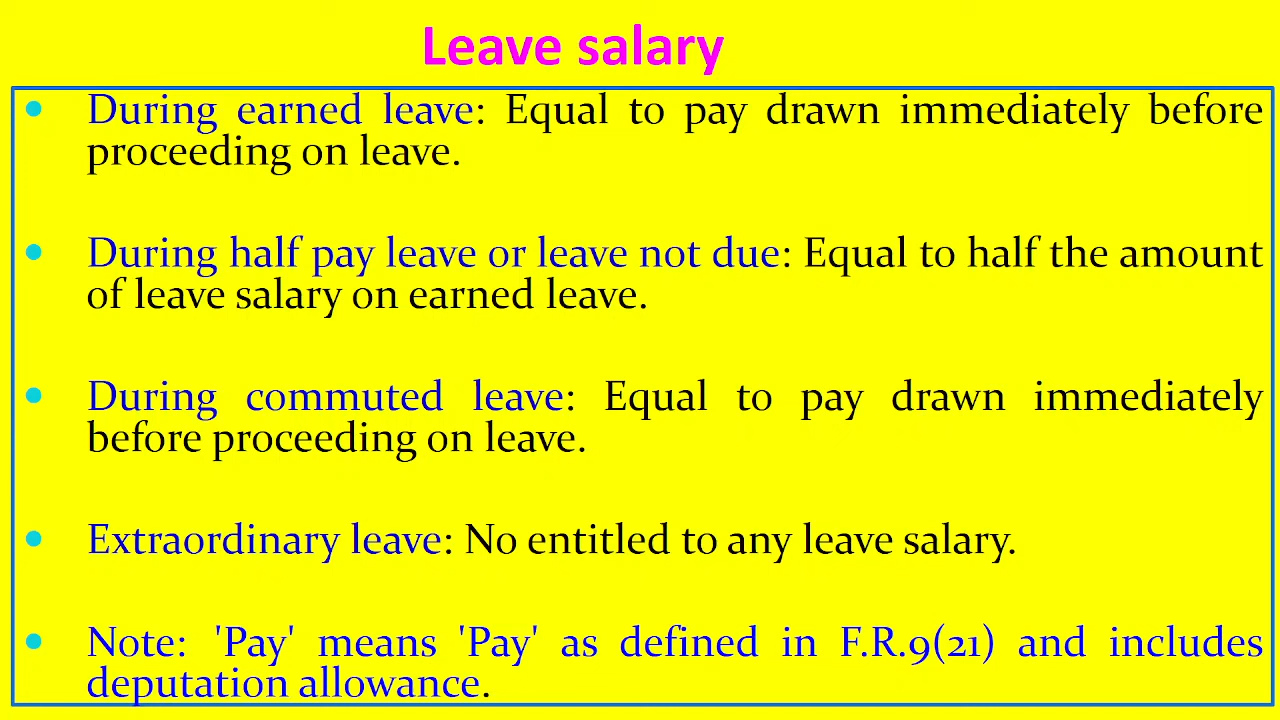 Leave salary
• During earned leave: Equal to pay drawn immediately before
proceeding on leave.
• During half pay leave or leave not due: Equal to half the amount
of leave salary on earned leave.
• During commuted leave: Equal to pay drawn immediately
before proceeding on leave.
• Extraordinary leave: No entitled to any leave salary.
• Note: 'Pay' means 'Pay' as defined in F.R.9(21) and includes
deputation allowance.